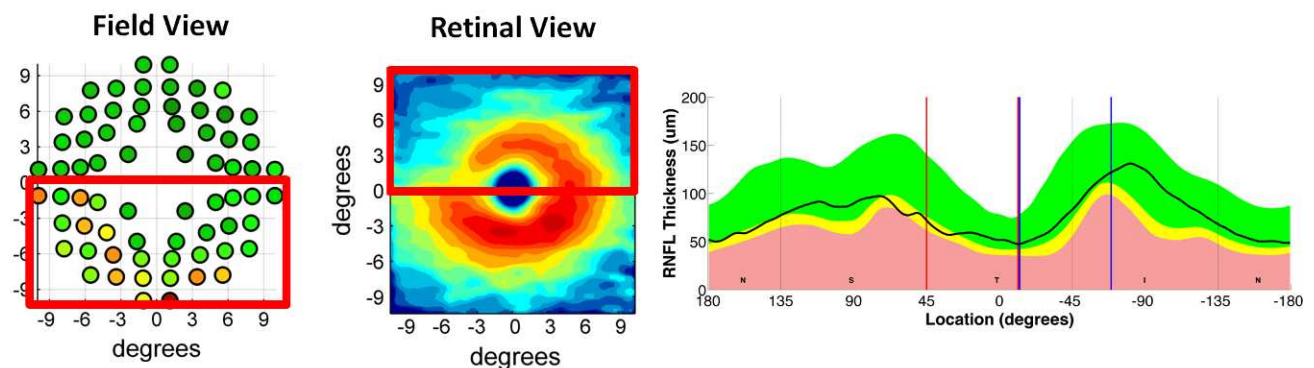 Field View
9
6
3
0
-3
-6
-9
-9 -6 -3 0 3 6 9
degrees
Retinal View
degrees
9
6
3
0
-3
-6
-9
-9 -6 -3 0 3 6 9
degrees
RNFL Thickness (um)
200
150
100
50
0
N S T I N
180 135 90 45 0 -45 -90 -135 -180
Location (degrees)